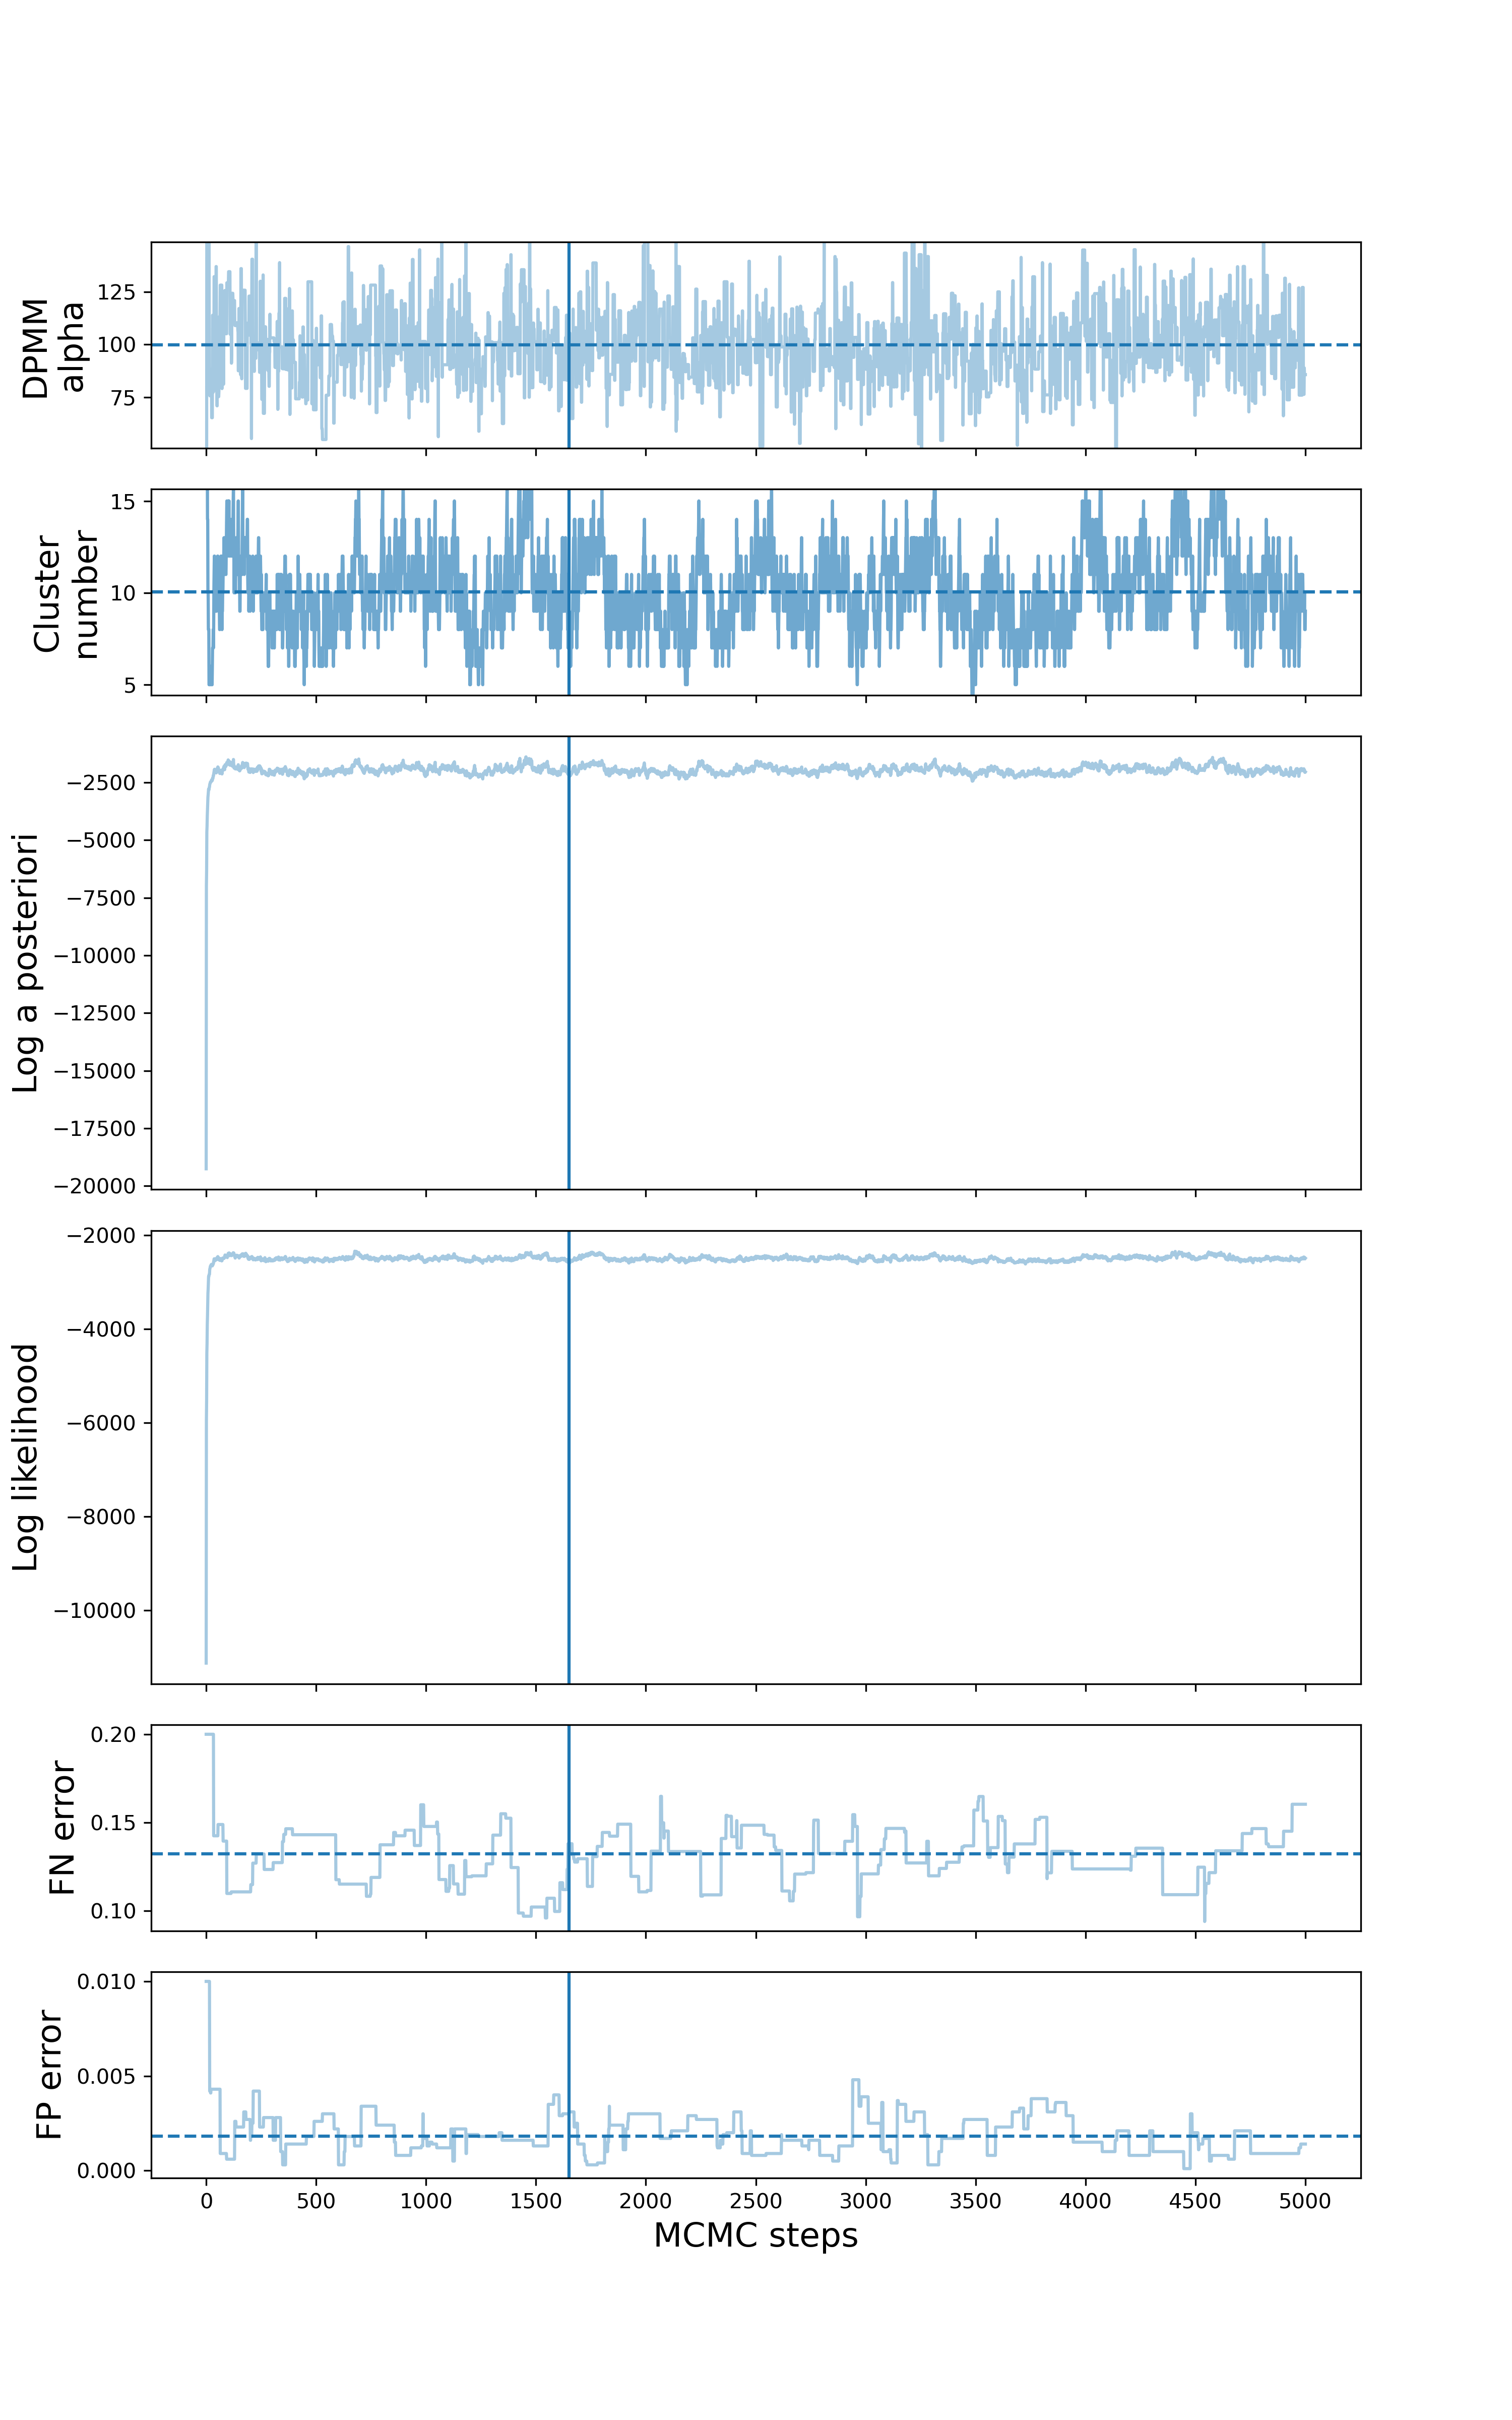 DPMM
alpha
125
100
75
Cluster
number
15
10
5
Log a posteriori
−2500
−5000
−7500
−10000
−12500
−15000
−17500
−20000
Log likelihood
−2000
−4000
−6000
−8000
−10000
FN error
0.20
0.15
0.10
FP error
0.010
0.005
0.000
0 500 1000 1500 2000 2500 3000 3500 4000 4500 5000
MCMC steps